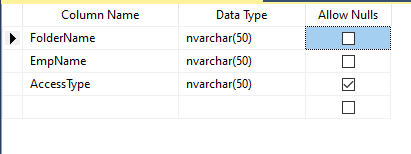 Column Name Data Type Allow Nulls
FolderName nvarchar(50)
EmpName nvarchar(50)
AccessType nvarchar(50)